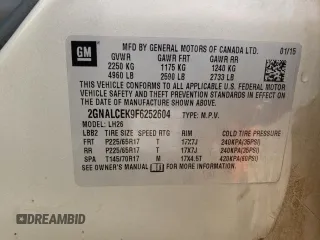 GM
MFD BY GENERAL MOTORS OF CANADA LTD.
01/15
GVWR GAWR FRT GAWR RR
2250 KG 1175 KG 1240 KG
4960 LB 2590 LB 2733 LB
THIS VEHICLE CONFORMS TO ALL APPLICABLE U.S. FEDERAL MOTOR
VEHICLE SAFETY AND THEFT PREVENTION STANDARDS IN EFFECT
ON THE DATE OF MANUFACTURE SHOWN ABOVE.
2GNALCEK9F6252604 TYPE: M.P.V.
MODEL: LH26
LBB2 TIRE SIZE SPEED RTG RIM COLD TIRE PRESSURE
FRT P225/65R17 T 17X7J 240KPA(35PSI)
RR P225/65R17 T 17X7J 240KPA(35PSI)
SPA T145/70R17 M 17X4.5T 420KPA(60PSI)
SEE OWNER'S MANUAL FOR ADDITIONAL INFORMATION.
DREAMBID